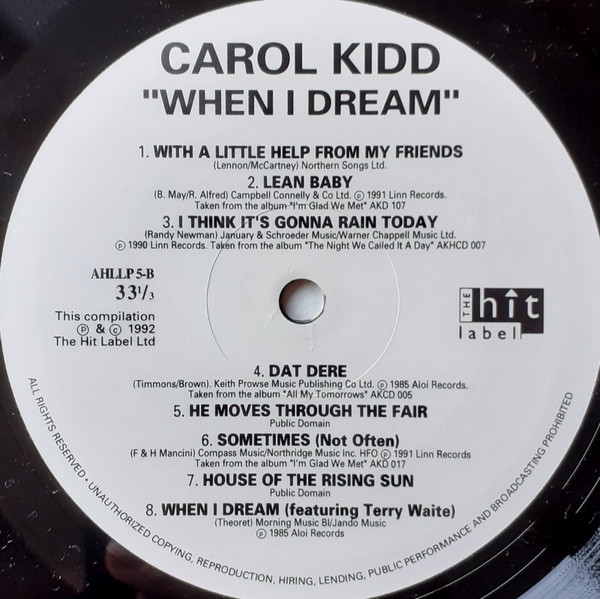 CAROL KIDD
"WHEN I DREAM"
1. WITH A LITTLE HELP FROM MY FRIENDS
(Lennon/McCartney) Northern Songs Ltd.
2. LEAN BABY
(B. May/R. Alfred) Campbell Connelly & Co Ltd. ℗ 1991 Linn Records.
Taken from the album "I'm Glad We Met" AKD 107
3. I THINK IT'S GONNA RAIN TODAY
(Randy Newman) January & Schroeder Music/Warner Chappell Music Ltd.
℗ 1990 Linn Records. Taken from the album "The Night We Called It A Day" AKHCD 007
AHLLP 5-B
33 1/3
This compilation
℗ & © 1992
The Hit Label Ltd
THE hit
label
4. DAT DERE
(Timmons/Brown). Keith Prowse Music Publishing Co Ltd. ℗ 1985 Aloi Records.
Taken from the album "All My Tomorrows" AKCD 005
5. HE MOVES THROUGH THE FAIR
Public Domain
6. SOMETIMES (Not Often)
(F & H Mancini) Compass Music/Northridge Music Inc. HFO ℗ 1991 Linn Records
Taken from the album "I'm Glad We Met" AKD 017
7. HOUSE OF THE RISING SUN
Public Domain
8. WHEN I DREAM (featuring Terry Waite)
(Theoret) Morning Music BI/Jando Music
℗ 1985 Aloi Records
ALL RIGHTS RESERVED · UNAUTHORIZED COPYING, REPRODUCTION, HIRING, LENDING, PUBLIC PERFORMANCE AND BROADCASTING PROHIBITED